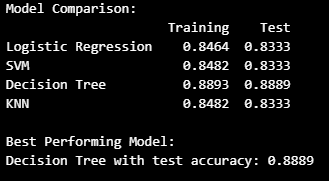 Model Comparison:
Training Test
Logistic Regression 0.8464 0.8333
SVM 0.8482 0.8333
Decision Tree 0.8893 0.8889
KNN 0.8482 0.8333
Best Performing Model:
Decision Tree with test accuracy: 0.8889